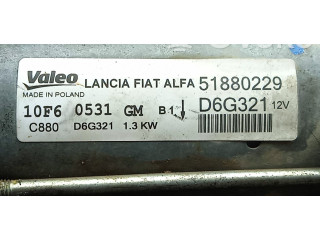 Valeo LANCIA FIAT ALFA 51880229
MADE IN POLAND
10F6 0531 GM B1 D6G321 12V
C880 D6G321 1.3 KW